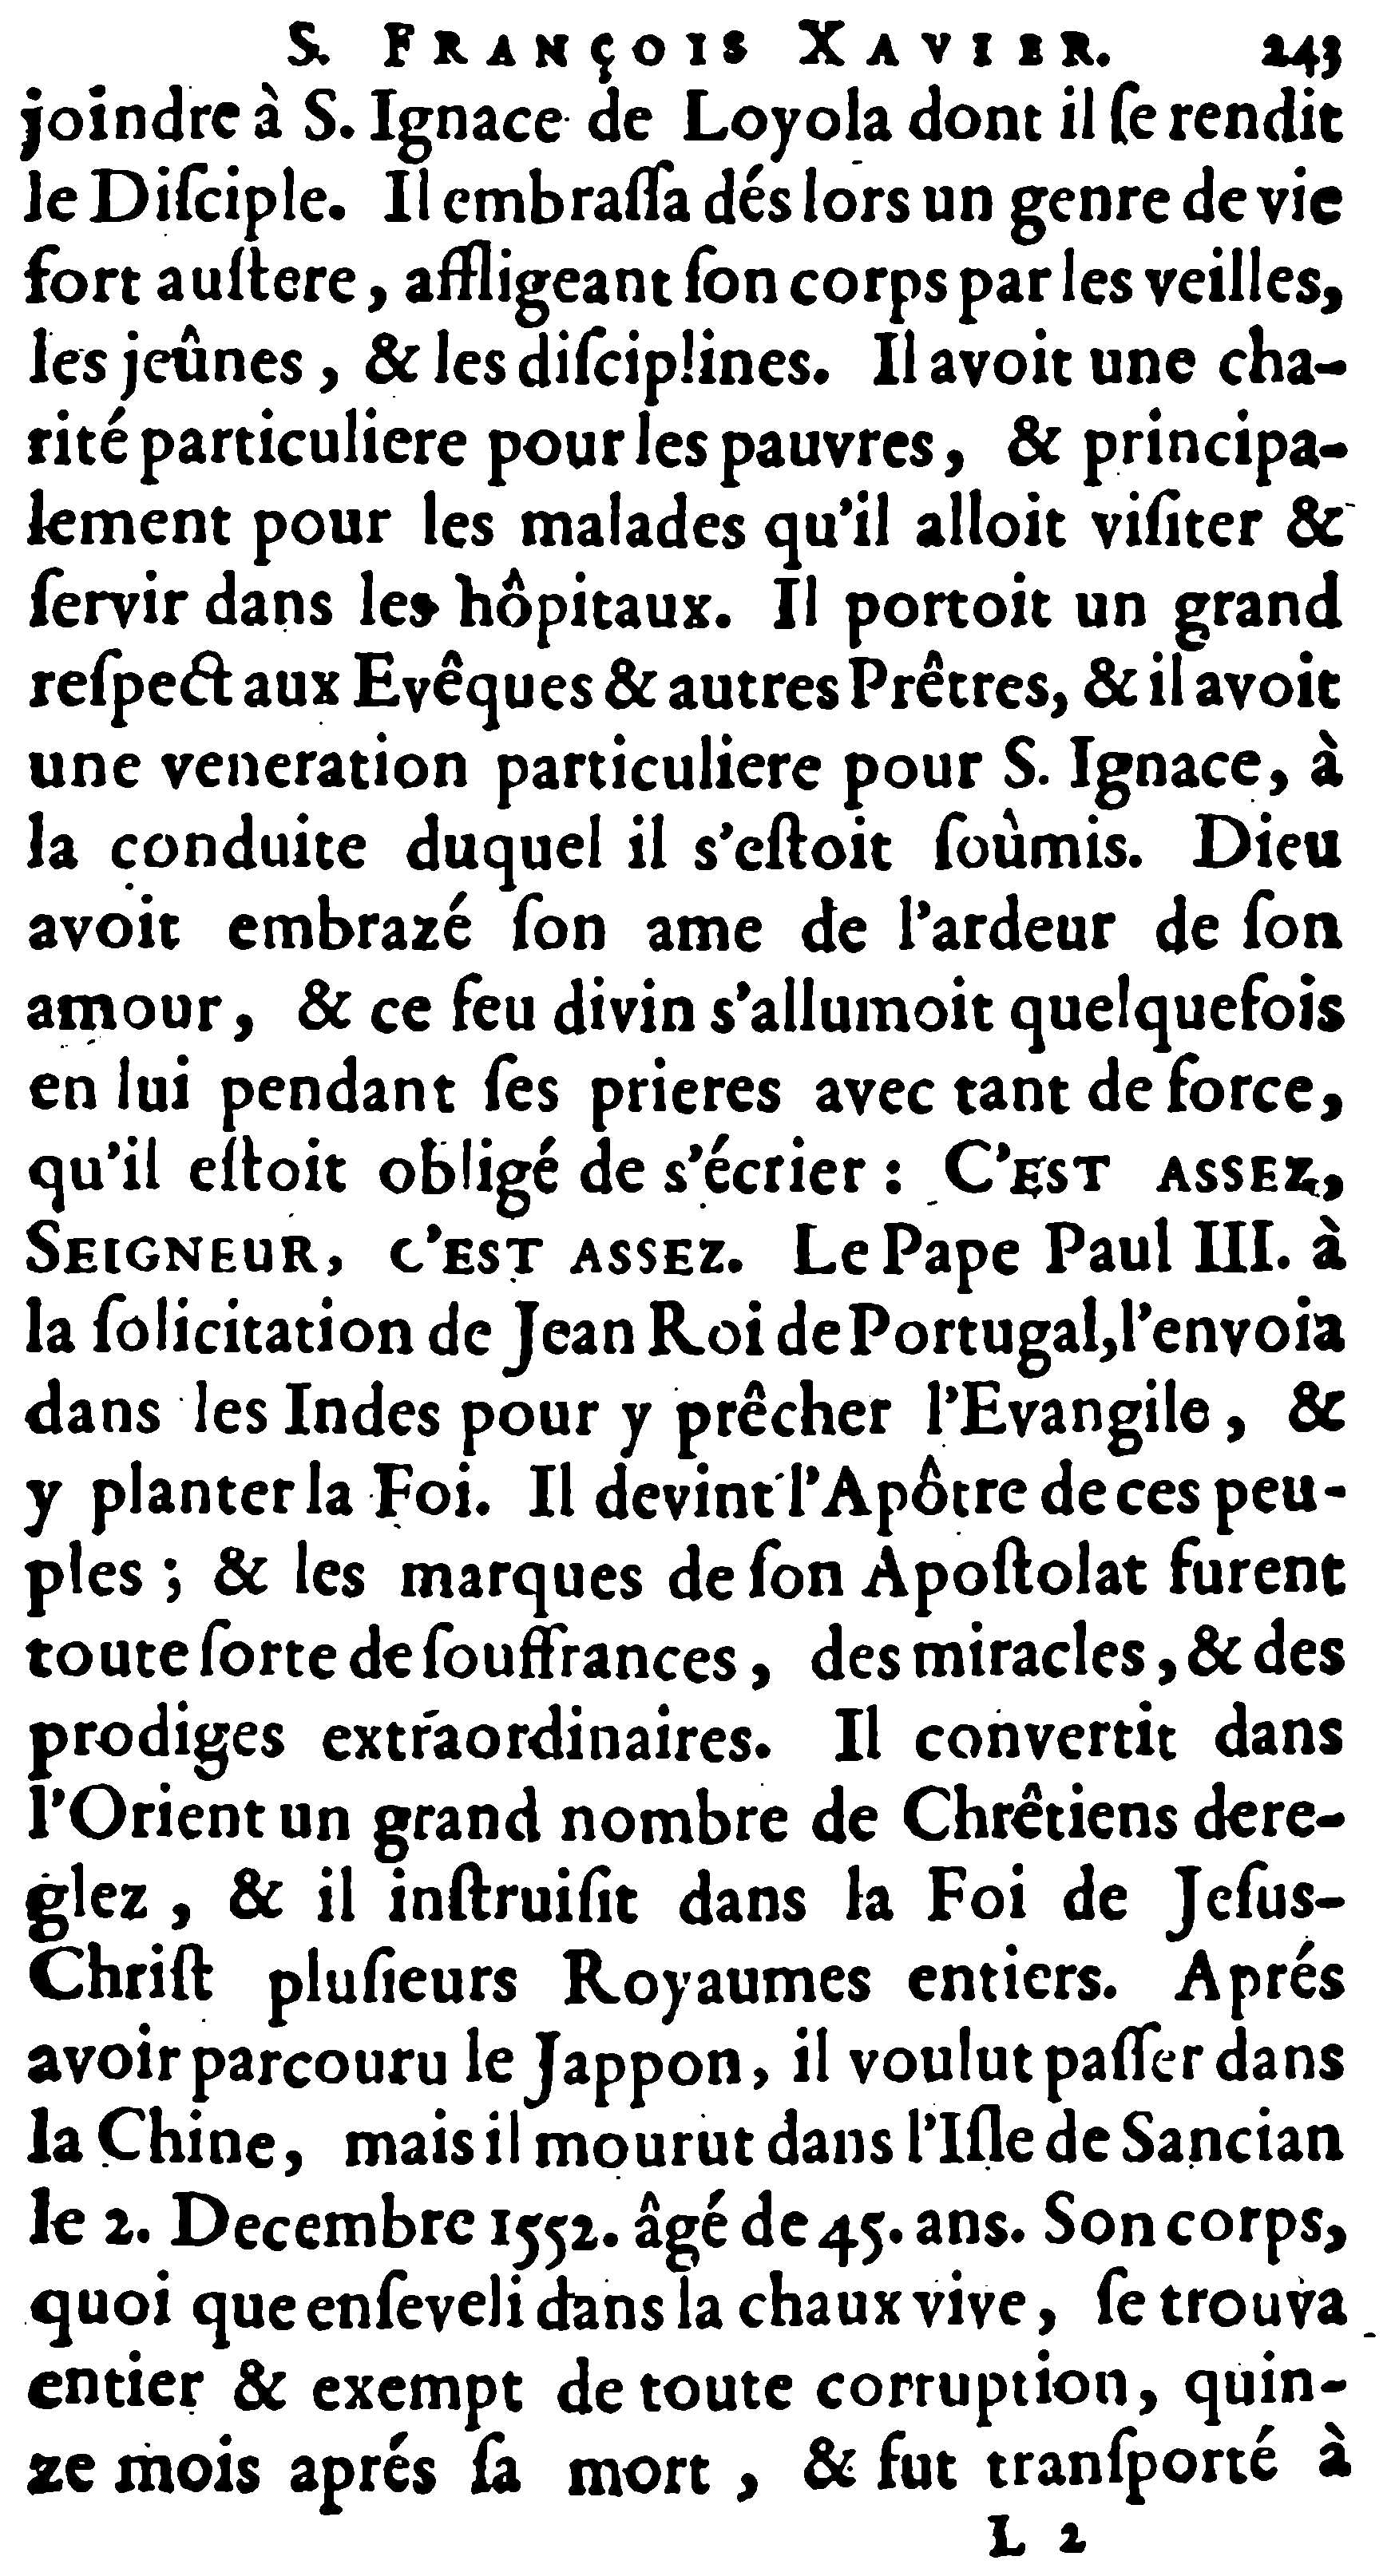 S. FRANÇOIS XAVIER. 243
joindre à S. Ignace de Loyola dont il ſe rendit
le Diſciple. Il embraſſa dés lors un genre de vie
fort auſtere, affligeant ſon corps par les veilles,
les jeûnes, & les diſciplines. Il avoit une cha-
rité particuliere pour les pauvres, & principa-
lement pour les malades qu'il alloit viſiter &
ſervir dans les hôpitaux. Il portoit un grand
reſpect aux Evêques & autres Prêtres, & il avoit
une veneration particuliere pour S. Ignace, à
la conduite duquel il s'eſtoit ſoûmis. Dieu
avoit embrazé ſon ame de l'ardeur de ſon
amour, & ce feu divin s'allumoit quelquefois
en lui pendant ſes prieres avec tant de force,
qu'il eſtoit obligé de s'écrier : C'EST ASSEZ,
SEIGNEUR, C'EST ASSEZ. Le Pape Paul III. à
la ſolicitation de Jean Roi de Portugal, l'envoia
dans les Indes pour y prêcher l'Evangile, &
y planter la Foi. Il devint l'Apôtre de ces peu-
ples ; & les marques de ſon Apoſtolat furent
toute ſorte de ſouffrances, des miracles, & des
prodiges extraordinaires. Il convertit dans
l'Orient un grand nombre de Chrêtiens dere-
glez, & il inſtruiſit dans la Foi de Jeſus-
Chriſt pluſieurs Royaumes entiers. Aprés
avoir parcouru le Jappon, il voulut paſſer dans
la Chine, mais il mourut dans l'Iſle de Sancian
le 2. Decembre 1552. âgé de 45. ans. Son corps,
quoi que enſeveli dans la chaux vive, ſe trouva
entier & exempt de toute corruption, quin-
ze mois aprés ſa mort, & fut tranſporté à
L 2